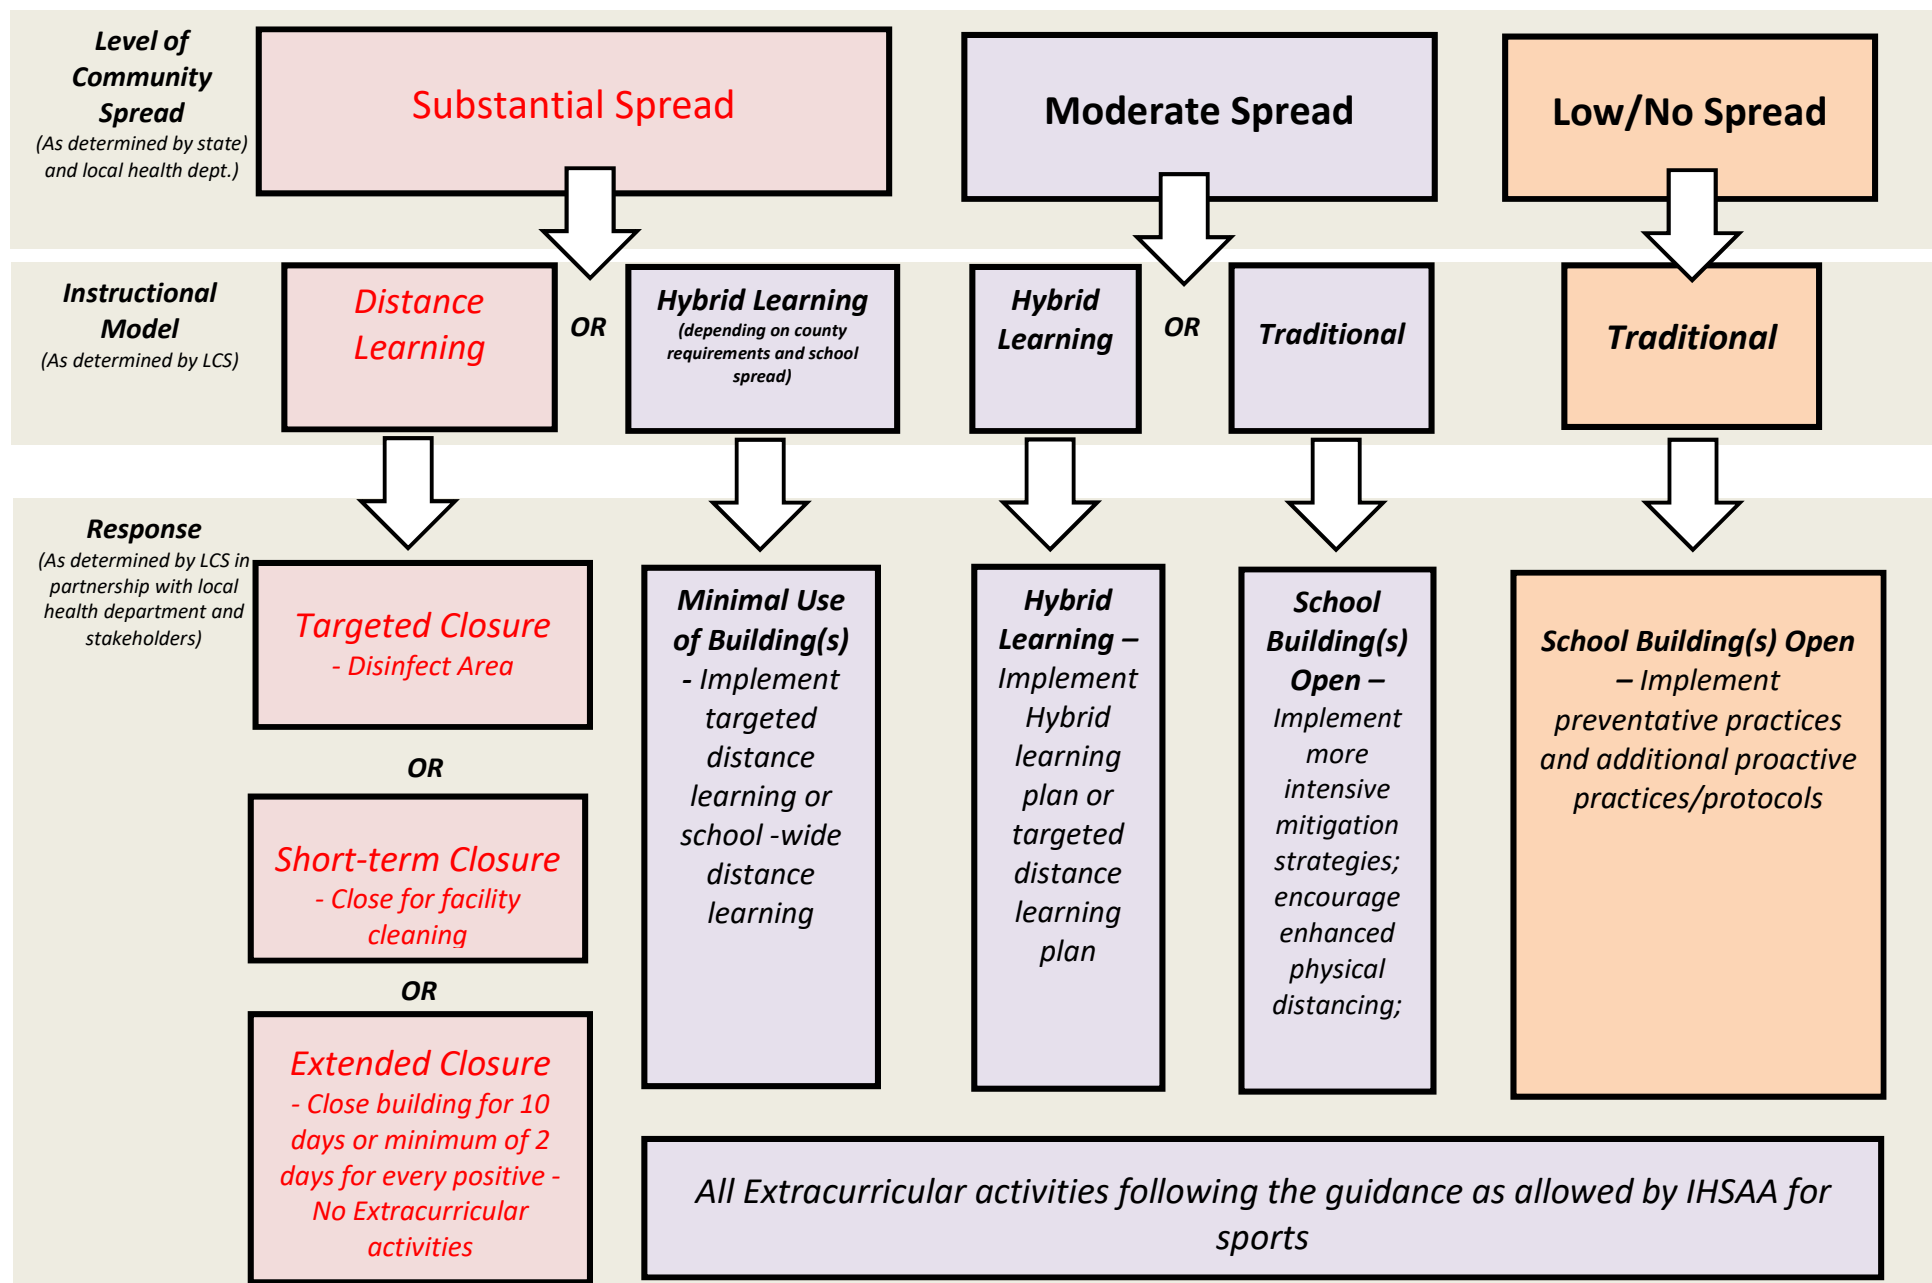 Level of
Community
Spread
(As determined by state)
and local health dept.)
Substantial Spread
Moderate Spread
Low/No Spread
Instructional
Model
(As determined by LCS)
Distance
Learning
OR
Hybrid Learning
(depending on county
requirements and school
spread)
Hybrid
Learning
OR
Traditional
Traditional
Response
(As determined by LCS in
partnership with local
health department and
stakeholders)
Targeted Closure
- Disinfect Area
OR
Short-term Closure
- Close for facility
cleaning
OR
Extended Closure
- Close building for 10
days or minimum of 2
days for every positive -
No Extracurricular
activities
Minimal Use
of Building(s)
- Implement
targeted
distance
learning or
school -wide
distance
learning
Hybrid
Learning –
Implement
Hybrid
learning
plan or
targeted
distance
learning
plan
School
Building(s)
Open –
Implement
more
intensive
mitigation
strategies;
encourage
enhanced
physical
distancing;
School Building(s) Open
– Implement
preventative practices
and additional proactive
practices/protocols
All Extracurricular activities following the guidance as allowed by IHSAA for
sports